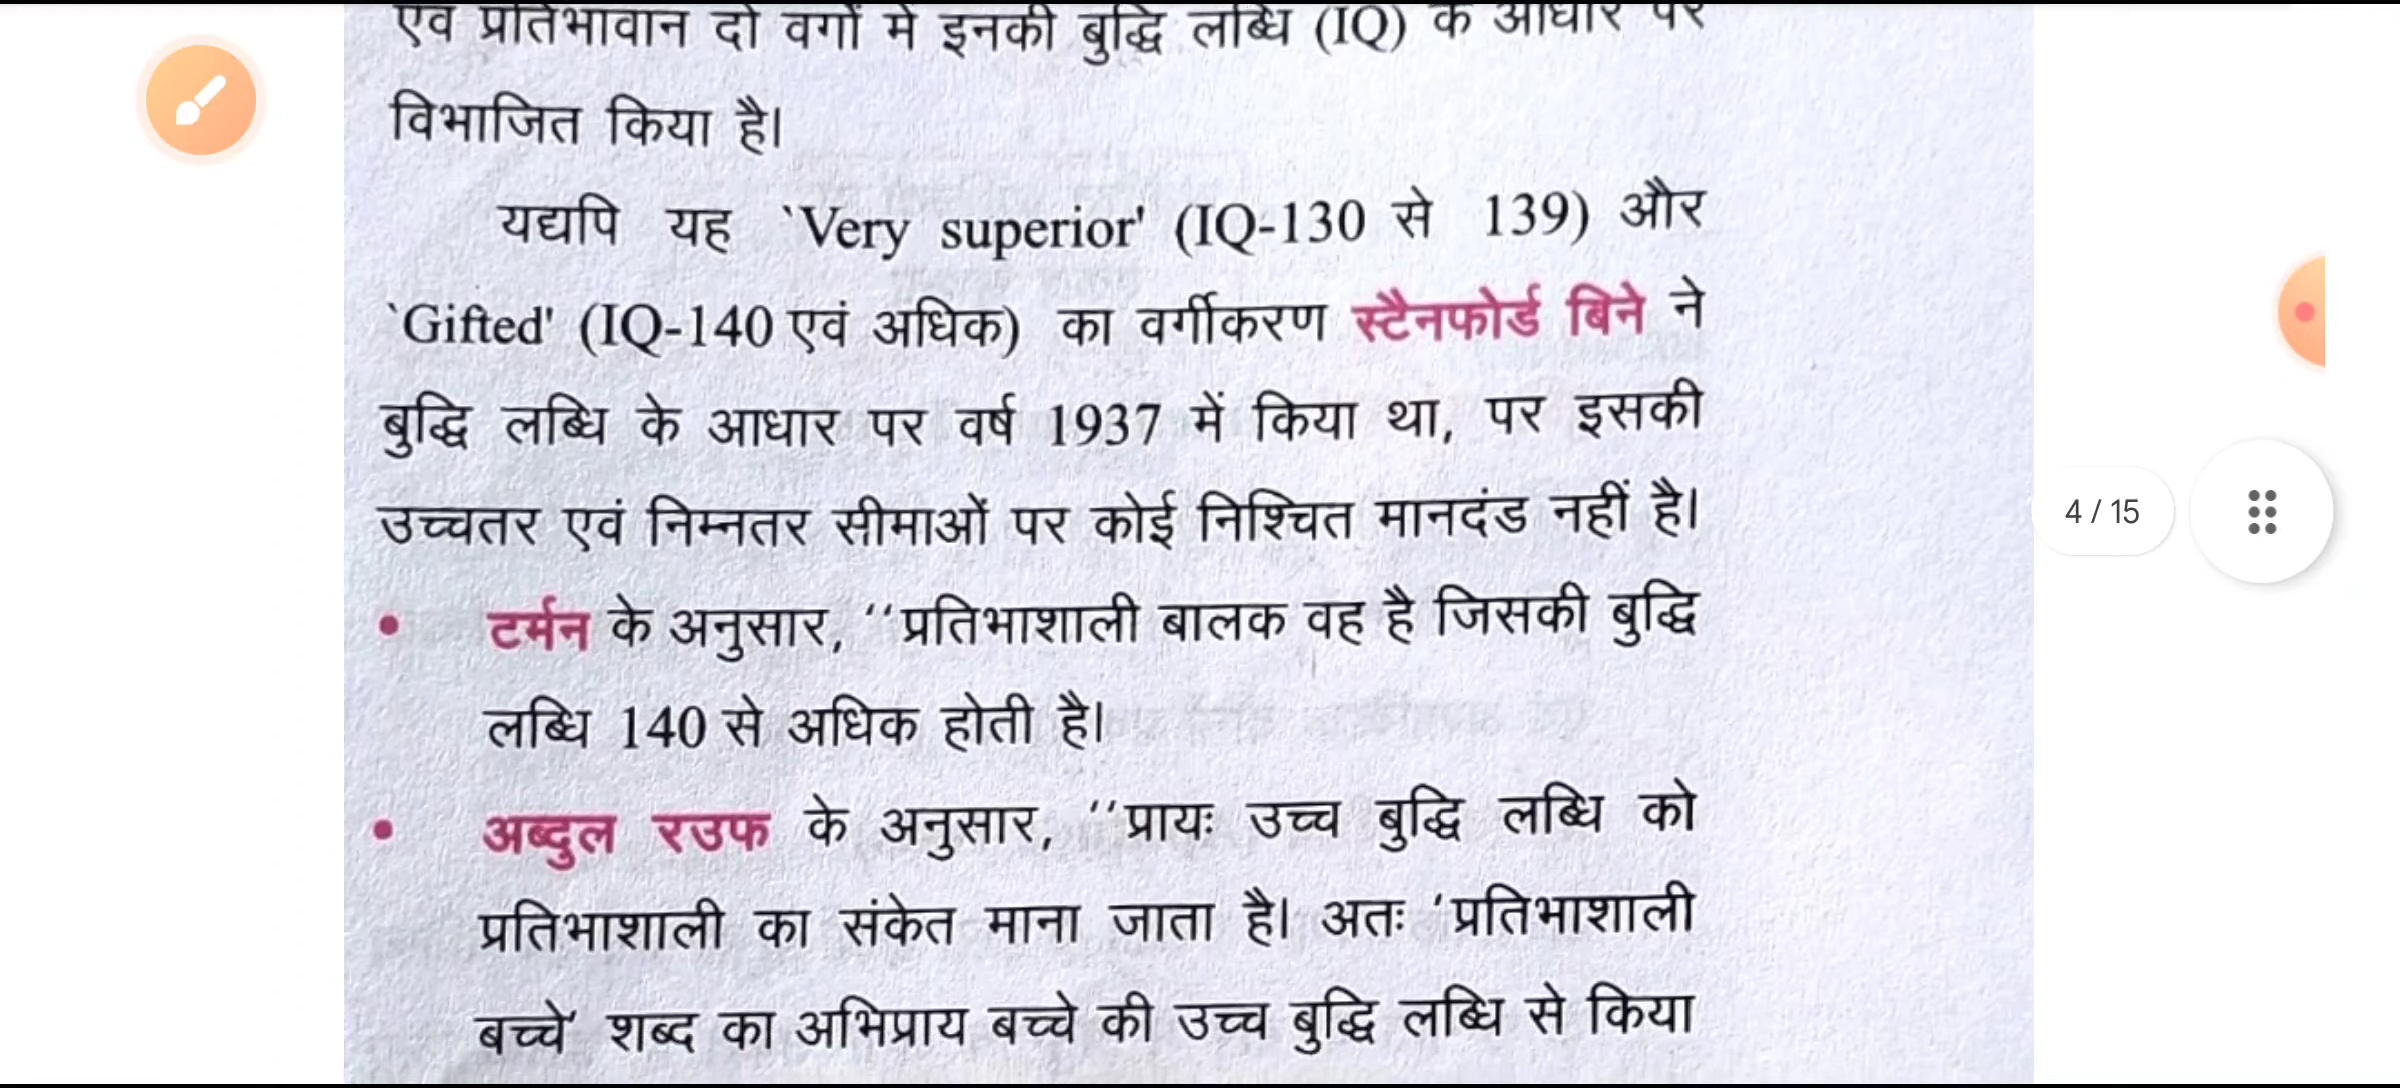 एवं प्रतिभावान दो वर्गों में इनकी बुद्धि लब्धि (IQ) के आधार पर
विभाजित किया है।
यद्यपि यह `Very superior' (IQ-130 से 139) और
`Gifted' (IQ-140 एवं अधिक) का वर्गीकरण स्टैनफोर्ड बिने ने
बुद्धि लब्धि के आधार पर वर्ष 1937 में किया था, पर इसकी
उच्चतर एवं निम्नतर सीमाओं पर कोई निश्चित मानदंड नहीं है।
• टर्मन के अनुसार, ‘‘प्रतिभाशाली बालक वह है जिसकी बुद्धि
लब्धि 140 से अधिक होती है।
• अब्दुल रउफ के अनुसार, ‘‘प्रायः उच्च बुद्धि लब्धि को
प्रतिभाशाली का संकेत माना जाता है। अतः ‘प्रतिभाशाली
बच्चे’ शब्द का अभिप्राय बच्चे की उच्च बुद्धि लब्धि से किया
4 / 15